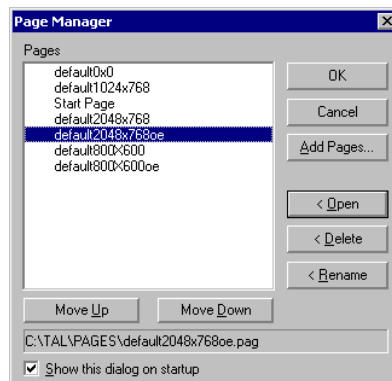 Page Manager
Pages
default0x0
default1024x768
Start Page
default2048x768
default2048x768oe
default800X600
default800X600oe
OK
Cancel
Add Pages...
< Open
< Delete
< Rename
Move Up
Move Down
C:\TAL\PAGES\default2048x768oe.pag
Show this dialog on startup